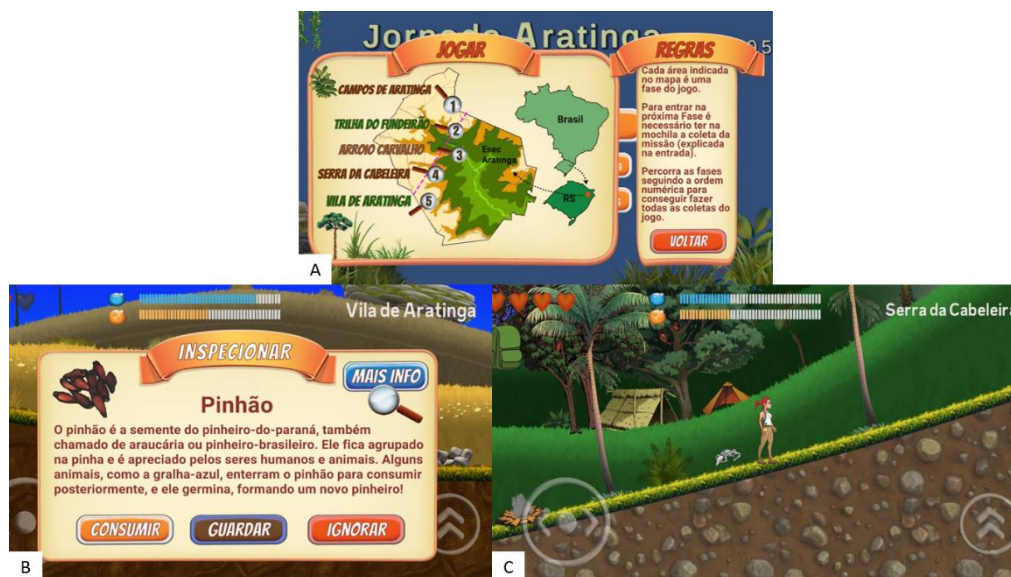 Jornada Aratinga
JOGAR
REGRAS
0.5
CAMPOS DE ARATINGA
1
TRILHA DO FUNDEIRÃO
2
ARROIO CARVALHO
3
SERRA DA CABELEIRA
4
VILA DE ARATINGA
5
Esec
Aratinga
Brasil
RS
Cada área indicada
no mapa é uma
fase do jogo.
Para entrar na
próxima Fase é
necessário ter na
mochila a coleta da
missão (explicada
na entrada).
Percorra as fases
seguindo a ordem
numérica para
conseguir fazer
todas as coletas do
jogo.
VOLTAR
A
Vila de Aratinga
INSPECIONAR
MAIS INFO
Pinhão
O pinhão é a semente do pinheiro-do-paraná, também
chamado de araucária ou pinheiro-brasileiro. Ele fica agrupado
na pinha e é apreciado pelos seres humanos e animais. Alguns
animais, como a gralha-azul, enterram o pinhão para consumir
posteriormente, e ele germina, formando um novo pinheiro!
CONSUMIR
GUARDAR
IGNORAR
B
Serra da Cabeleira
C